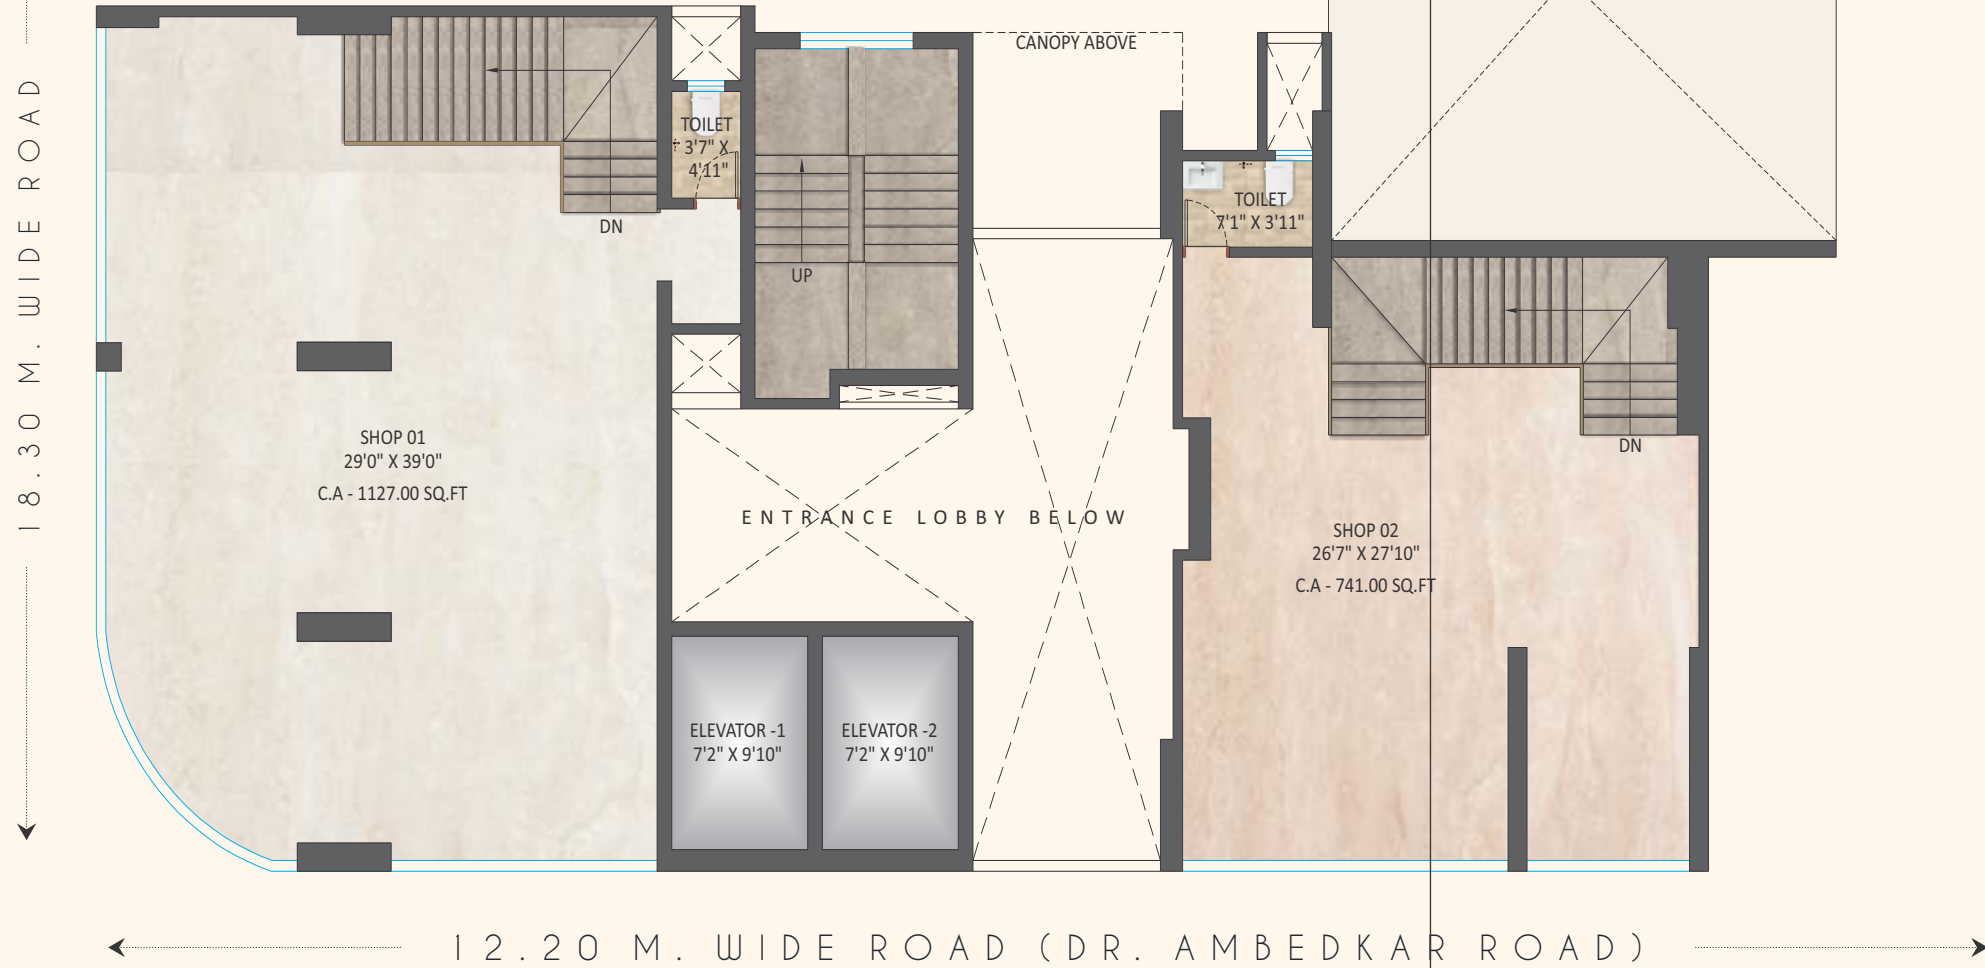 18.30 M. WIDE ROAD
CANOPY ABOVE
TOILET
3'7" X
4'11"
DN
UP
TOILET
7'1" X 3'11"
DN
SHOP 01
29'0" X 39'0"
C.A - 1127.00 SQ.FT
ENTRANCE LOBBY BELOW
SHOP 02
26'7" X 27'10"
C.A - 741.00 SQ.FT
ELEVATOR -1
7'2" X 9'10"
ELEVATOR -2
7'2" X 9'10"
12.20 M. WIDE ROAD (DR. AMBEDKAR ROAD)